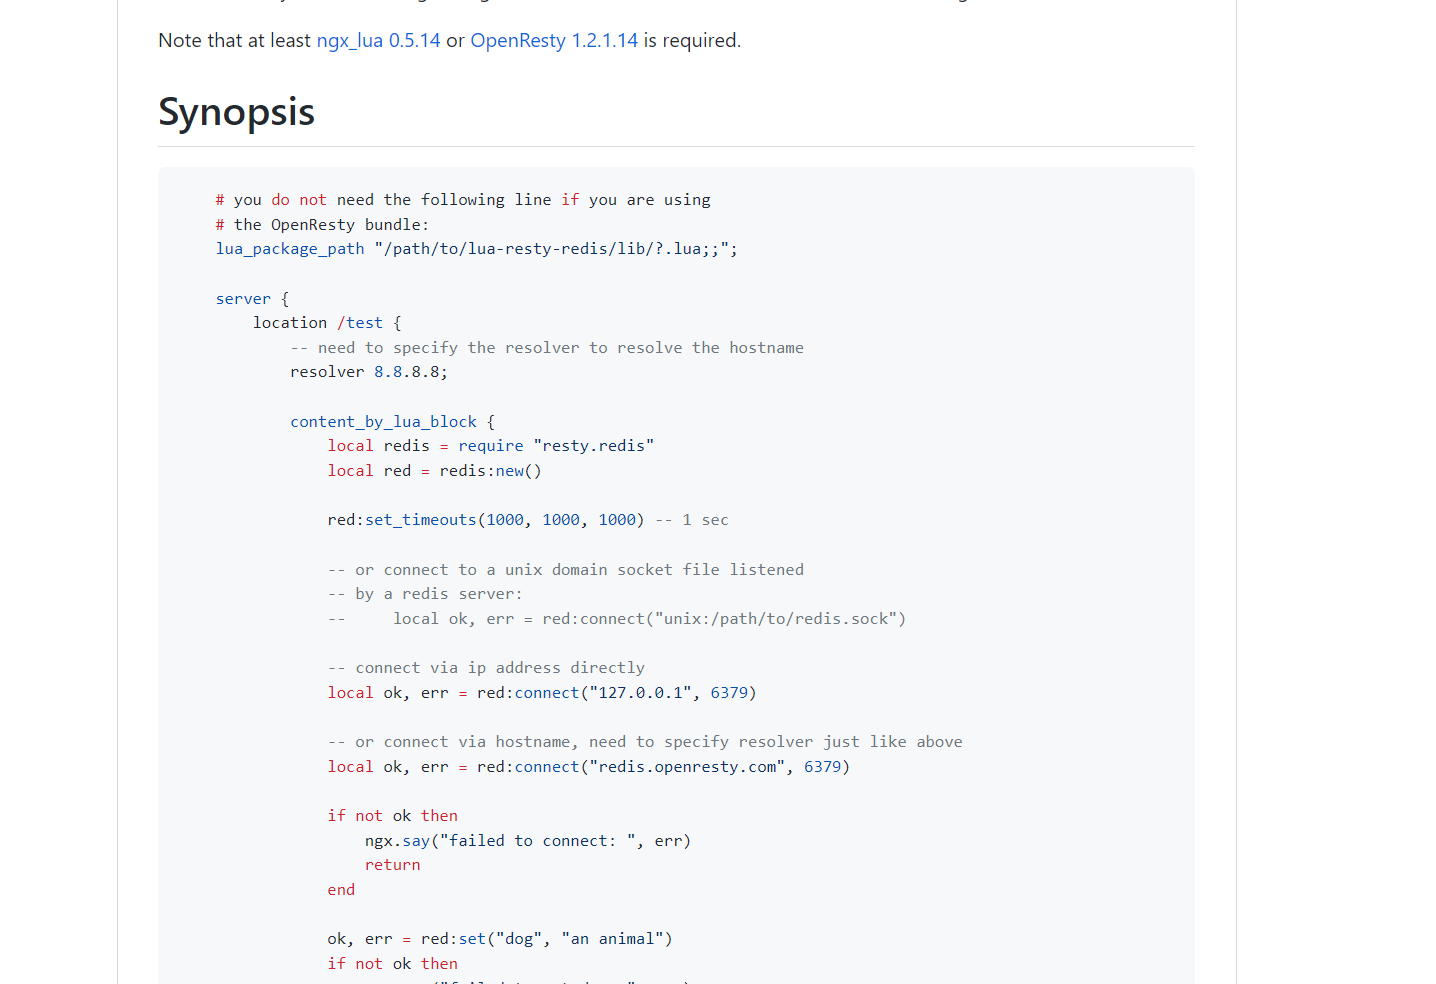 Note that at least ngx_lua 0.5.14 or OpenResty 1.2.1.14 is required.
Synopsis
# you do not need the following line if you are using
# the OpenResty bundle:
lua_package_path "/path/to/lua-resty-redis/lib/?.lua;;";
server {
location /test {
-- need to specify the resolver to resolve the hostname
resolver 8.8.8.8;
content_by_lua_block {
local redis = require "resty.redis"
local red = redis:new()
red:set_timeouts(1000, 1000, 1000) -- 1 sec
-- or connect to a unix domain socket file listened
-- by a redis server:
--     local ok, err = red:connect("unix:/path/to/redis.sock")
-- connect via ip address directly
local ok, err = red:connect("127.0.0.1", 6379)
-- or connect via hostname, need to specify resolver just like above
local ok, err = red:connect("redis.openresty.com", 6379)
if not ok then
ngx.say("failed to connect: ", err)
return
end
ok, err = red:set("dog", "an animal")
if not ok then